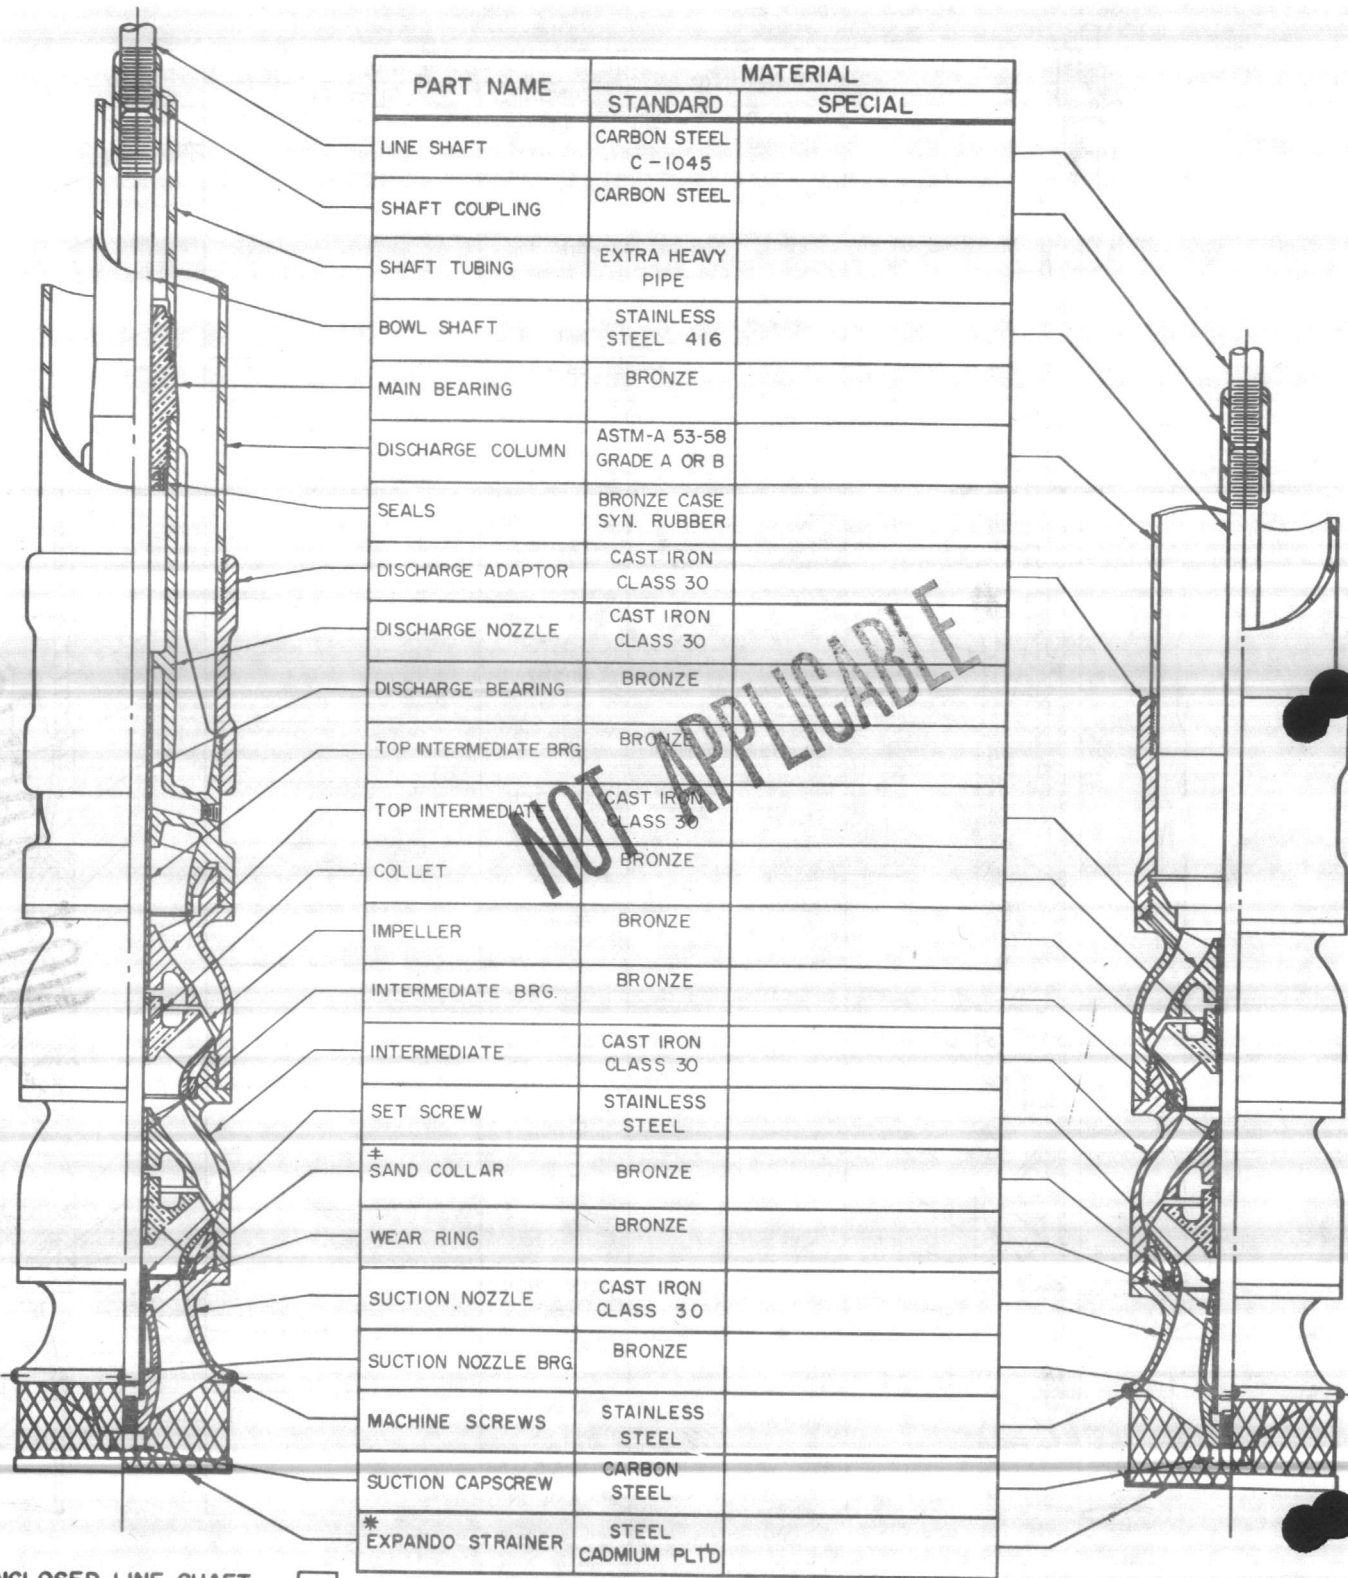 PART NAME
MATERIAL
STANDARD
SPECIAL
LINE SHAFT
CARBON STEEL
C-1045
SHAFT COUPLING
CARBON STEEL
SHAFT TUBING
EXTRA HEAVY
PIPE
BOWL SHAFT
STAINLESS
STEEL 416
MAIN BEARING
BRONZE
DISCHARGE COLUMN
ASTM-A 53-58
GRADE A OR B
SEALS
BRONZE CASE
SYN. RUBBER
DISCHARGE ADAPTOR
CAST IRON
CLASS 30
DISCHARGE NOZZLE
CAST IRON
CLASS 30
DISCHARGE BEARING
BRONZE
TOP INTERMEDIATE BRG
BRONZE
TOP INTERMEDIATE
CAST IRON
CLASS 30
COLLET
BRONZE
IMPELLER
BRONZE
INTERMEDIATE BRG.
BRONZE
INTERMEDIATE
CAST IRON
CLASS 30
SET SCREW
STAINLESS
STEEL
‡
SAND COLLAR
BRONZE
WEAR RING
BRONZE
SUCTION NOZZLE
CAST IRON
CLASS 30
SUCTION NOZZLE BRG.
BRONZE
MACHINE SCREWS
STAINLESS
STEEL
SUCTION CAPSCREW
CARBON
STEEL
*
EXPANDO STRAINER
STEEL
CADMIUM PLT'D
NOT APPLICABLE
LINE SHAFT